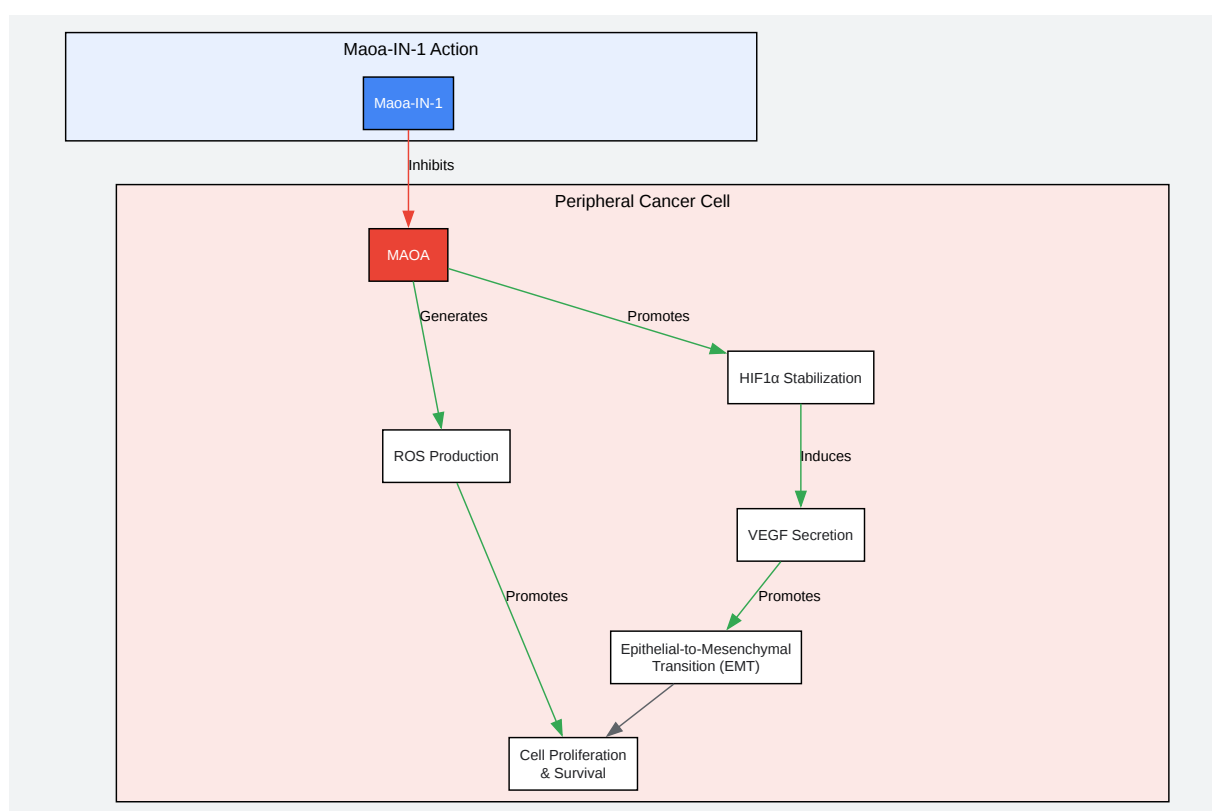 Maoa-IN-1 Action
Maoa-IN-1
Inhibits
Peripheral Cancer Cell
MAOA
Generates
Promotes
HIF1α Stabilization
ROS Production
Induces
VEGF Secretion
Promotes
Promotes
Epithelial-to-Mesenchymal
Transition (EMT)
Cell Proliferation
& Survival